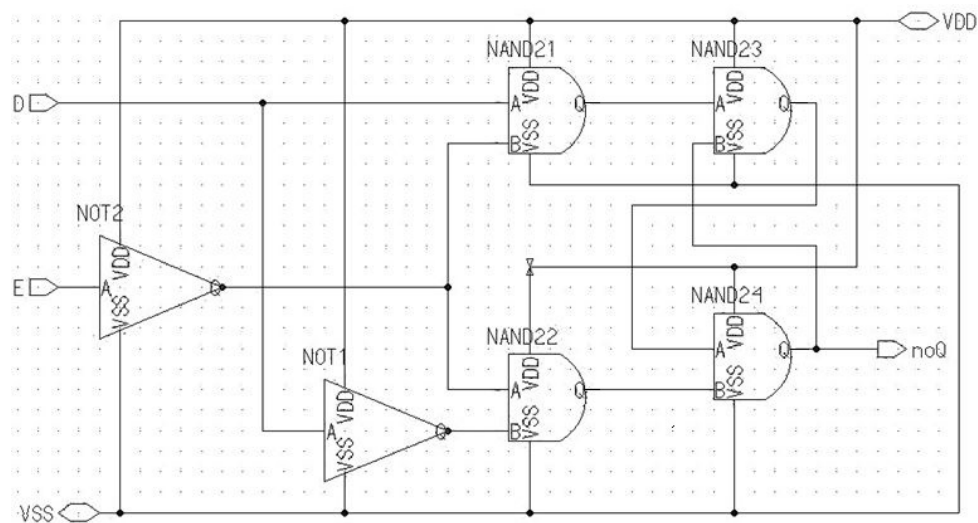 VDD
NAND21
NAND23
D
A
VDD
Q
A
VDD
Q
B
VSS
B
VSS
NOT2
E
A
VDD
VSS
Q
NAND24
NAND22
A
VDD
Q
noQ
B
VSS
NOT1
A
VDD
Q
B
VSS
A
VDD
VSS
Q
VSS